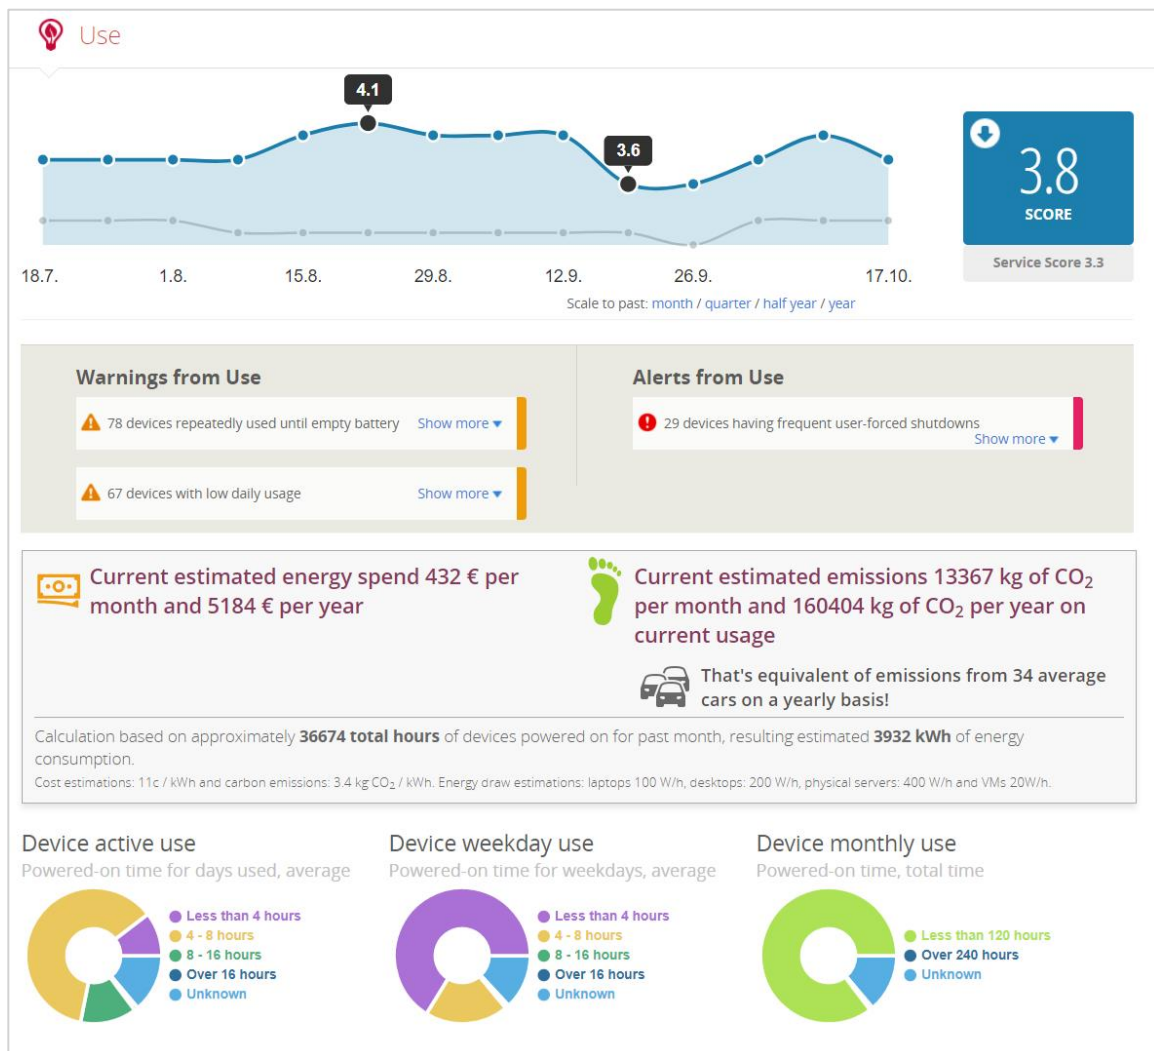 Use
4.1
3.6
3.8
SCORE
Service Score 3.3
18.7.
1.8.
15.8.
29.8.
12.9.
26.9.
17.10.
Scale to past: month / quarter / half year / year
Warnings from Use
78 devices repeatedly used until empty battery Show more
67 devices with low daily usage Show more
Alerts from Use
29 devices having frequent user-forced shutdowns
Show more
Current estimated energy spend 432 € per
month and 5184 € per year
Current estimated emissions 13367 kg of CO₂
per month and 160404 kg of CO₂ per year on
current usage
That's equivalent of emissions from 34 average
cars on a yearly basis!
Calculation based on approximately 36674 total hours of devices powered on for past month, resulting estimated 3932 kWh of energy
consumption.
Cost estimations: 11c / kWh and carbon emissions: 3.4 kg CO₂ / kWh. Energy draw estimations: laptops 100 W/h, desktops: 200 W/h, physical servers: 400 W/h and VMs 20W/h.
Device active use
Powered-on time for days used, average
Less than 4 hours
4 - 8 hours
8 - 16 hours
Over 16 hours
Unknown
Device weekday use
Powered-on time for weekdays, average
Less than 4 hours
4 - 8 hours
8 - 16 hours
Over 16 hours
Unknown
Device monthly use
Powered-on time, total time
Less than 120 hours
Over 240 hours
Unknown